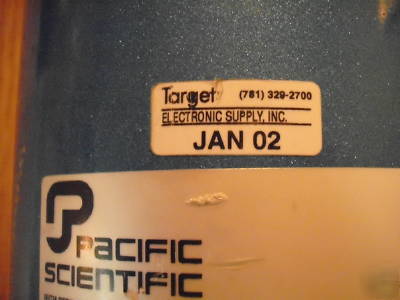 Target (781) 329-2700
ELECTRONIC SUPPLY, INC.
JAN 02
PACIFIC
SCIENTIFIC